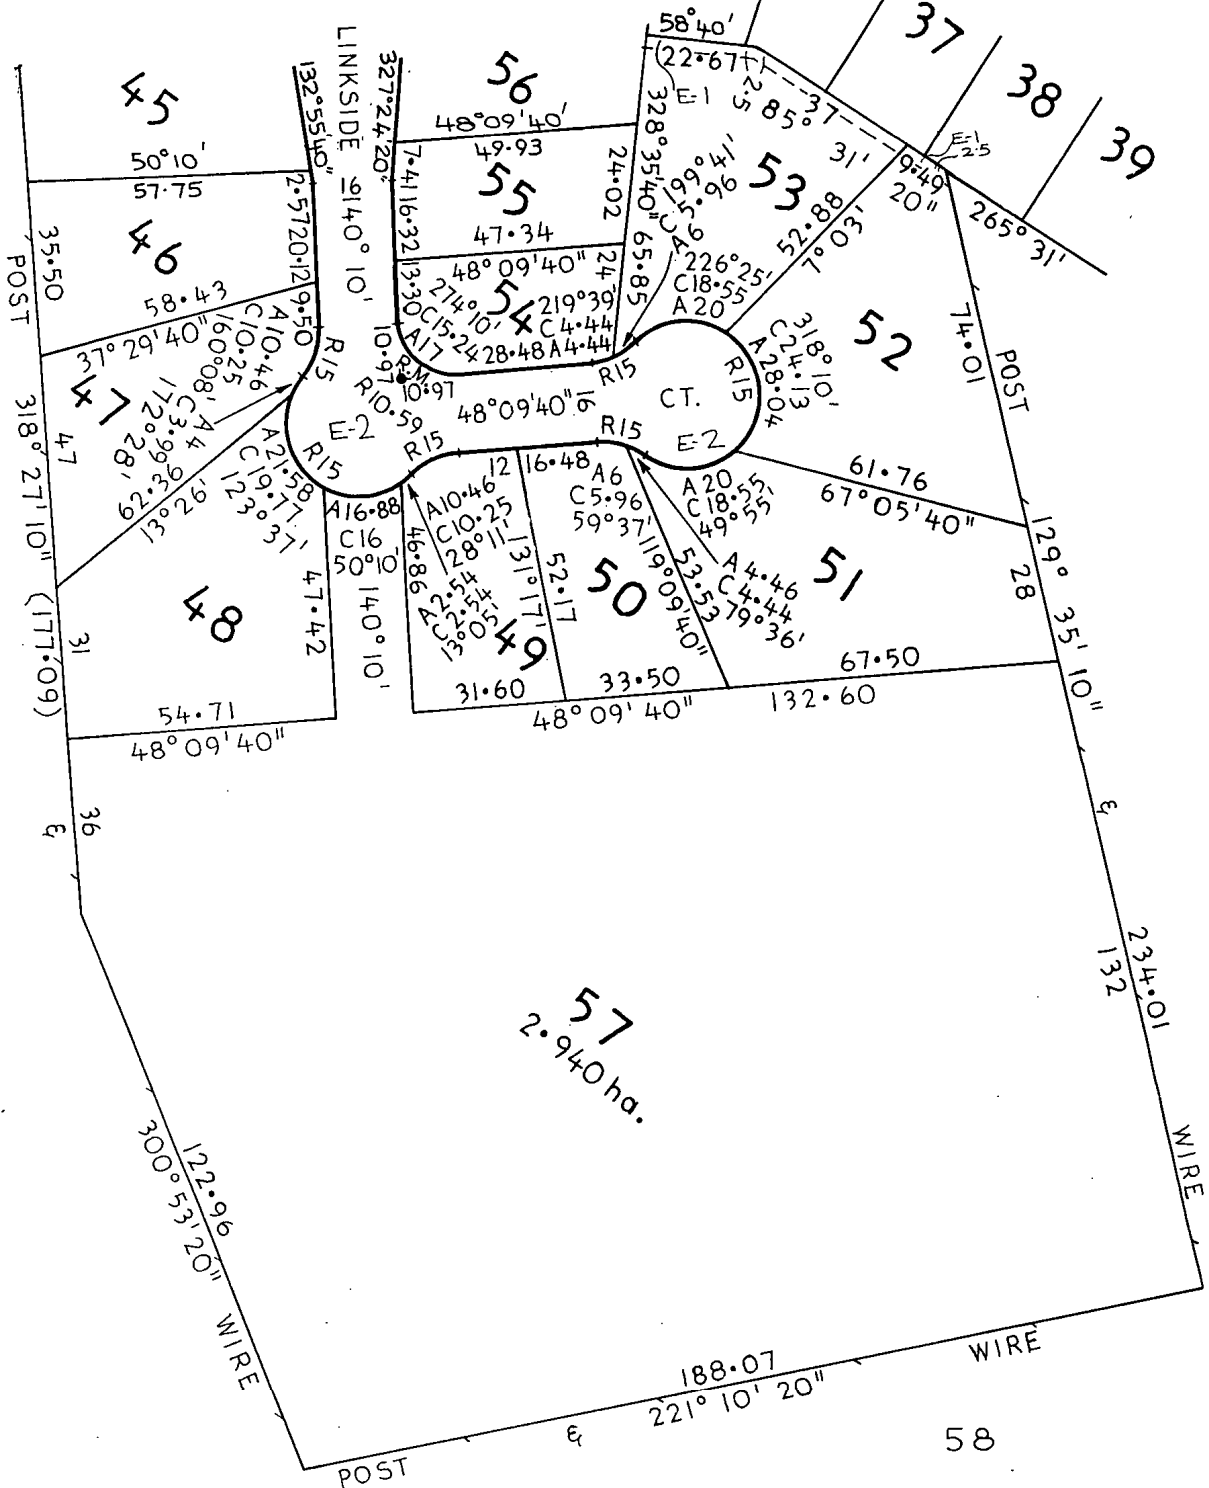 58°40'
37
38
39
(22·67)
E-1
2·5
85°
37
31'
20"
9·49
E-1
2·5
265° 31'
45
50°10'
57·75
132°55'40"
LINKSIDE
327°24'20"
56
48°09'40"
49·93
7·41
55
24·02
328°35'40"
65·85
199°41'
C5·96
A6
53
52·88
7°03'
46
35·50
POST
2·57
20·12
16
140° 10'
16·32
47·34
48° 09'40"
24
13·30
274°10'
C15·24
A17
54
219°39'
C4·44
A4·44
28·48
226°25'
C18·55
A20
52
74·01
POST
58·43
37°29'40"
9·50
A10·46
C10·25
160°08'
A4
C3·99
172°28'
R15
10·97
R.M.
10·97
R10·59
R15
48°09'40"
16
R15
CT.
R15
318°10'
C24·13
A28·04
47
318° 27'10" (177·09)
47
62·36
13°26'
E-2
R15
A21·58
C19·77
123°37'
R15
E-2
61·76
67°05'40"
12
16·48
A16·88
C16
50°10'
A10·46
C10·25
28°11'
A2·54
C2·54
13°05'
46·86
A6
C5·96
59°37'
A20
C18·55
49°55'
A4·46
C4·44
79°36'
48
47·42
140°10'
49
131°17'
52·17
50
119°09'40"
53·53
51
129° 35' 10"
28
31
54·71
48°09'40"
31·60
33·50
67·50
48°09'40"
132·60
36
&
&
234·01
132
57
2·940 ha.
122·96
300°53'20"
WIRE
WIRE
188·07
221° 10' 20"
WIRE
&
POST
58